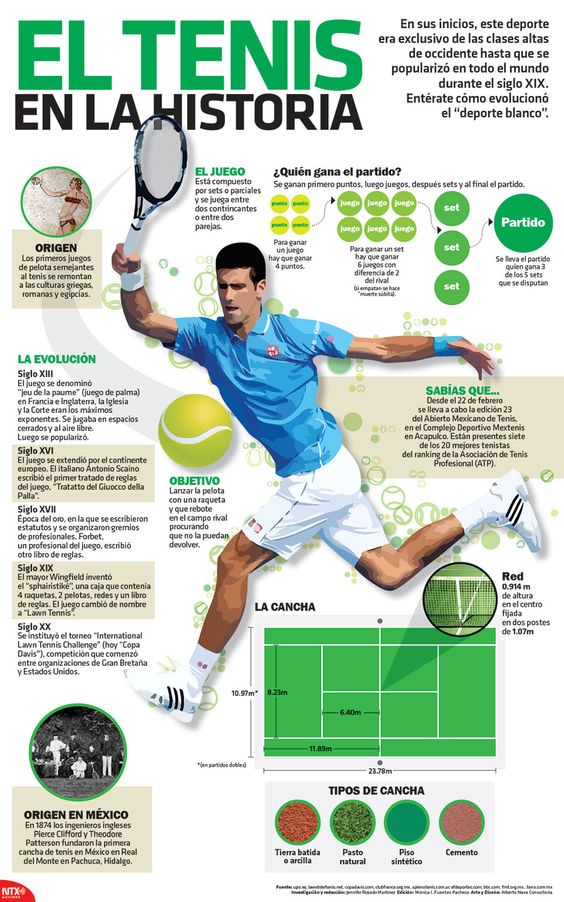 EL TENIS
EN LA HISTORIA
En sus inicios, este deporte
era exclusivo de las clases altas
de occidente hasta que se
popularizó en todo el mundo
durante el siglo XIX.
Entérate cómo evolucionó
el “deporte blanco”.
EL JUEGO
Está compuesto
por sets o parciales
y se juega entre
dos contrincantes
o entre dos
parejas.
¿Quién gana el partido?
Se ganan primero puntos, luego juegos, después sets y al final el partido.
punto punto
punto punto
Para ganar
un juego
hay que ganar
4 puntos.
juego juego juego
juego juego juego
Para ganar un set
hay que ganar
6 juegos con
diferencia de 2
del rival
(si empatan se hace
“muerte súbita).
set
set
set
Partido
Se lleva el partido
quien gana 3
de los 5 sets
que se disputan
ORIGEN
Los primeros juegos
de pelota semejantes
al tenis se remontan
a las culturas griegas,
romanas y egipcias.
LA EVOLUCIÓN
Siglo XIII
El juego se denominó
“jeu de la paume” (juego de palma)
en Francia e Inglaterra, la Iglesia
y la Corte eran los máximos
exponentes. Se jugaba en espacios
cerrados y al aire libre.
Luego se popularizó.
Siglo XVI
El juego se extendió por el continente
europeo. El italiano Antonio Scaino
escribió el primer tratado de reglas
del juego, “Tratatto del Giuocco della
Palla”.
Siglo XVII
Época del oro, en la que se escribieron
estatutos y se organizaron gremios
de profesionales. Forbet,
un profesional del juego, escribió
otro libro de reglas.
Siglo XIX
El mayor Wingfield inventó
el “sphairistiké”, una caja que contenía
4 raquetas, 2 pelotas, redes y un libro
de reglas. El juego cambió de nombre
a “Lawn Tennis”.
Siglo XX
Se instituyó el torneo “International
Lawn Tennis Challenge” (hoy “Copa
Davis”), competición que comenzó
entre organizaciones de Gran Bretaña
y Estados Unidos.
OBJETIVO
Lanzar la pelota
con una raqueta
y que rebote
en el campo rival
procurando
que no la puedan
devolver.
SABÍAS QUE...
Desde el 22 de febrero
se lleva a cabo la edición 23
del Abierto Mexicano de Tenis,
en el Complejo Deportivo Mextenis
en Acapulco. Están presentes siete
de los 20 mejores tenistas
del ranking de la Asociación de Tenis
Profesional (ATP).
Red
0.914 m
de altura
en el centro
fijada
en dos postes
de 1.07m
LA CANCHA
10.97m*
8.23m
6.40m
11.89m
*(en partidos dobles)
23.78m
ORIGEN EN MÉXICO
En 1874 los ingenieros ingleses
Pierce Clifford y Theodore
Patterson fundaron la primera
cancha de tenis en México en Real
del Monte en Pachuca, Hidalgo.
TIPOS DE CANCHA
Tierra batida
o arcilla
Pasto
natural
Piso
sintético
Cemento
NTX
Fuente: upo.es, lawebdeltenis.net, copadavis.com, clubfrance.org.mx, aplenotenis.com.ac efdeportes.com, bbc.com, fmt.org.mx,
Investigación y redacción: Jennifer Rosado Martínez Edición: Mónica I. Fuentes Pacheco Arte y Diseño: Alberto Nava Consultoría